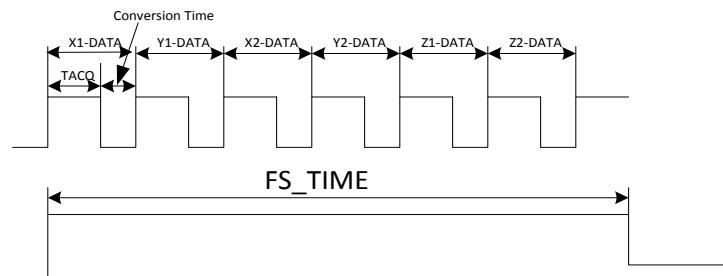 Conversion Time
X1-DATA Y1-DATA X2-DATA Y2-DATA Z1-DATA Z2-DATA
TACQ
FS_TIME